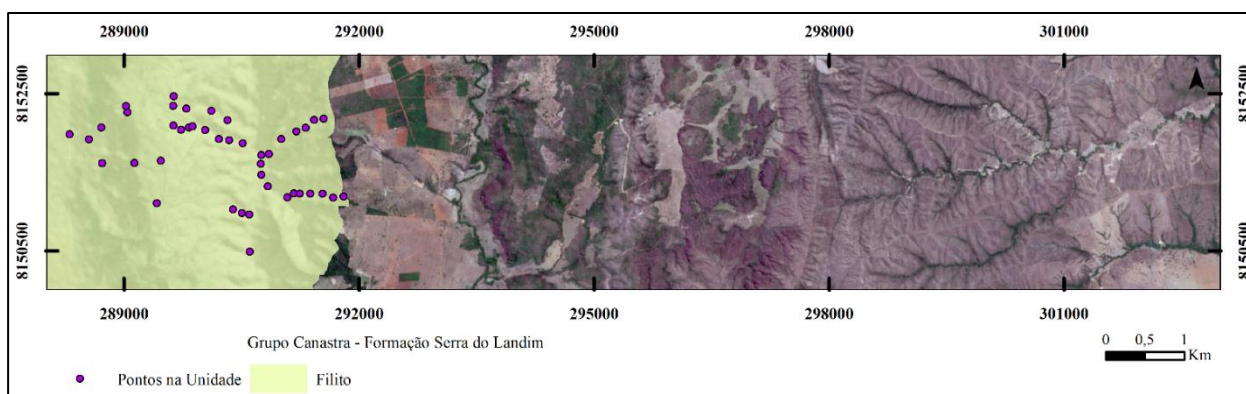 289000 292000 295000 298000 301000
8152500 8152500
8150500 8150500
289000 292000 295000 298000 301000
Grupo Canastra - Formação Serra do Landim
Pontos na Unidade Filito
0 0,5 1
Km